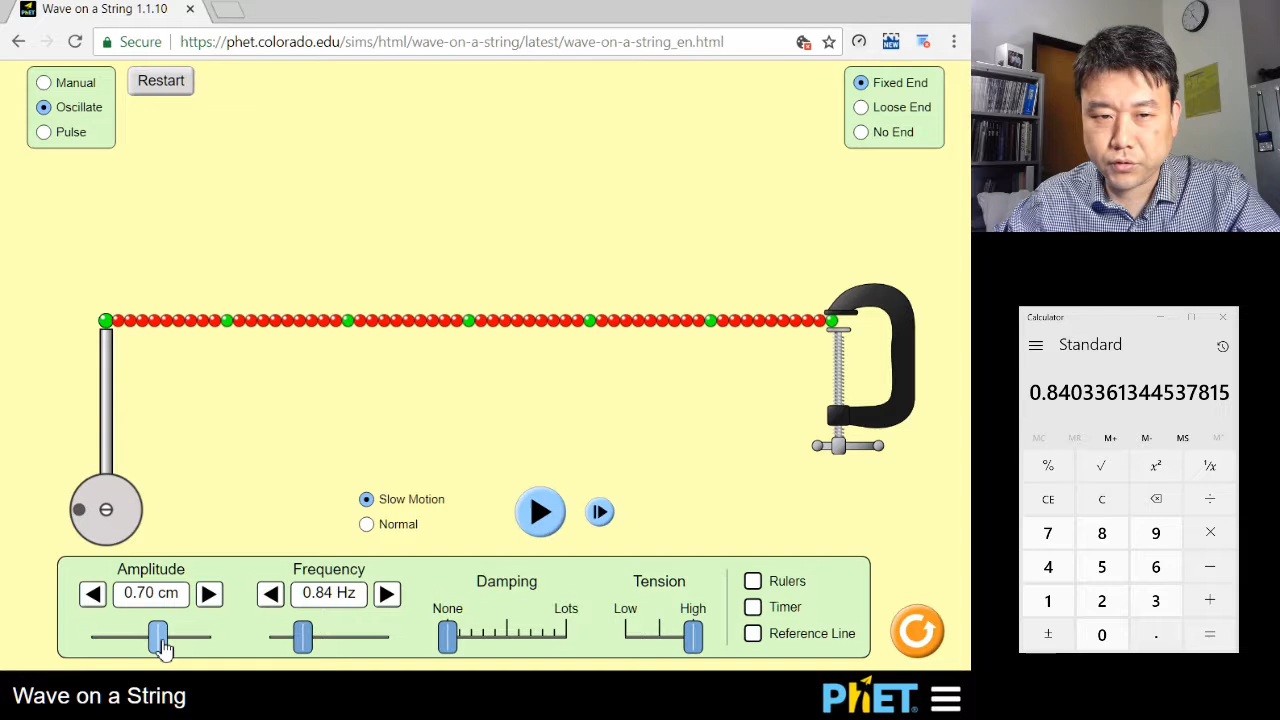 Wave on a String 1.1.10
Secure
https://phet.colorado.edu/sims/html/wave-on-a-string/latest/wave-on-a-string_en.html
NEW
Manual
Oscillate
Pulse
Restart
Fixed End
Loose End
No End
Slow Motion
Normal
Amplitude
0.70 cm
Frequency
0.84 Hz
Damping
None
Lots
Tension
Low
High
Rulers
Timer
Reference Line
Wave on a String
PhET
Calculator
Standard
0.8403361344537815
MC MR M+ M- MS M˅
% √ x² ¹/x
CE C ⌫ ÷
7 8 9 ×
4 5 6 −
1 2 3 +
± 0 . =